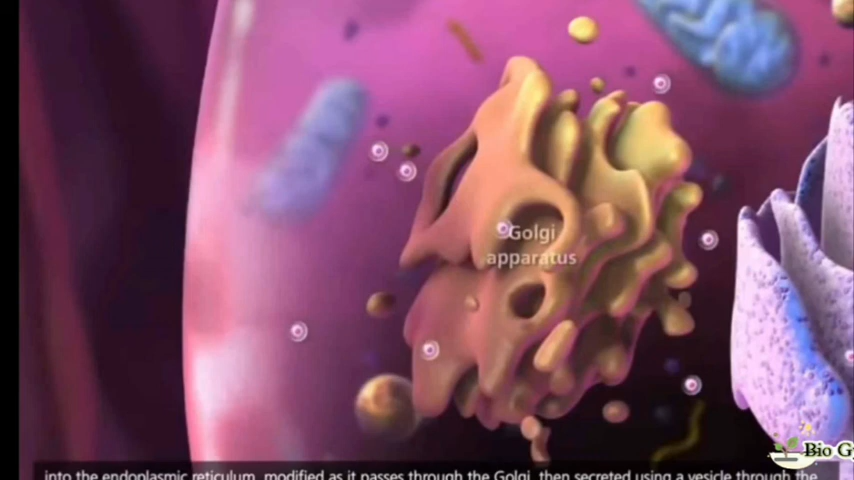 Golgi
apparatus
into the endoplasmic reticulum, modified as it passes through the Golgi, then secreted using a vesicle through the
Bio